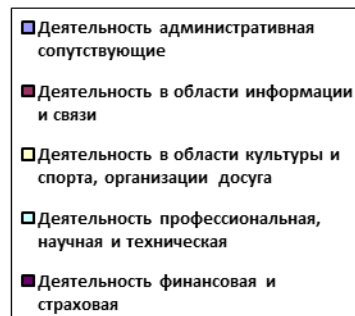 Деятельность административная
сопутствующие
Деятельность в области информации
и связи
Деятельность в области культуры и
спорта, организации досуга
Деятельность профессиональная,
научная и техническая
Деятельность финансовая и
страховая